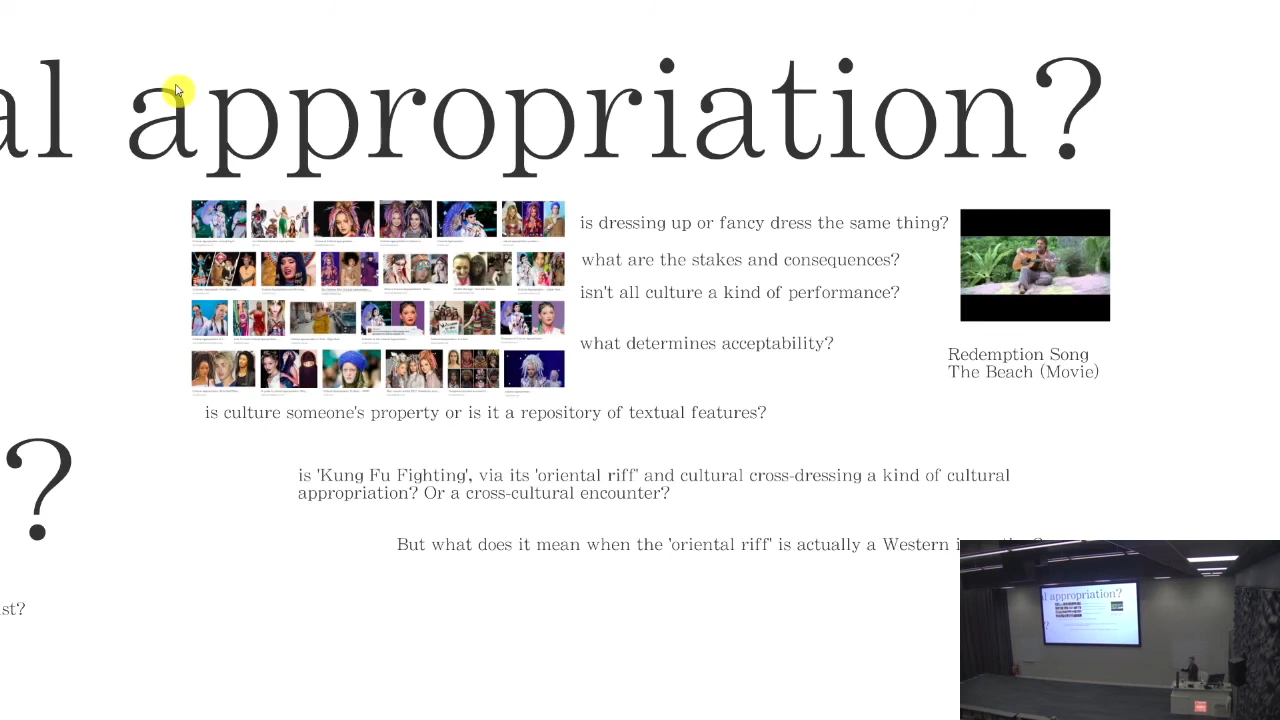 al appropriation?
is dressing up or fancy dress the same thing?
what are the stakes and consequences?
isn't all culture a kind of performance?
what determines acceptability?
Redemption Song
The Beach (Movie)
is culture someone's property or is it a repository of textual features?
?
is 'Kung Fu Fighting', via its 'oriental riff' and cultural cross-dressing a kind of cultural
appropriation? Or a cross-cultural encounter?
But what does it mean when the 'oriental riff' is actually a Western
st?
al appropriation?
?